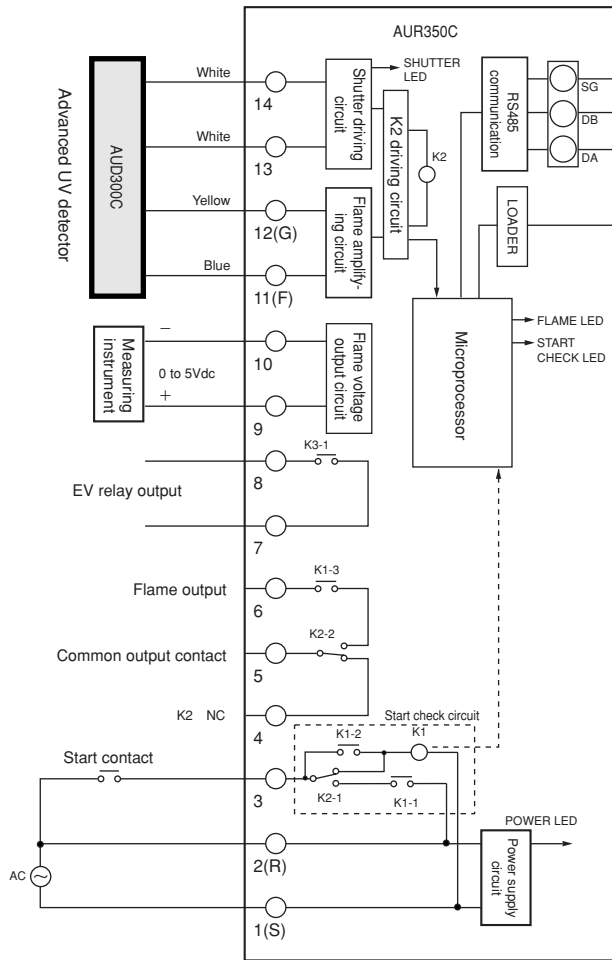 AUR350C
Advanced UV detector
AUD300C
White
14
White
13
Yellow
12(G)
Blue
11(F)
Shutter driving
circuit
SHUTTER
LED
K2 driving circuit
K2
Flame amplify-
ing circuit
RS485
communication
SG
DB
DA
LOADER
Microprocessor
FLAME LED
START
CHECK LED
Measuring
instrument
−
0 to 5Vdc
+
10
9
Flame voltage
output circuit
EV relay output
8
K3-1
7
Flame output
6
K1-3
Common output contact
5
K2-2
K2 NC
4
Start check circuit
K1-2
K1
K2-1
K1-1
Start contact
3
2(R)
AC
1(S)
Power supply
circuit
POWER LED